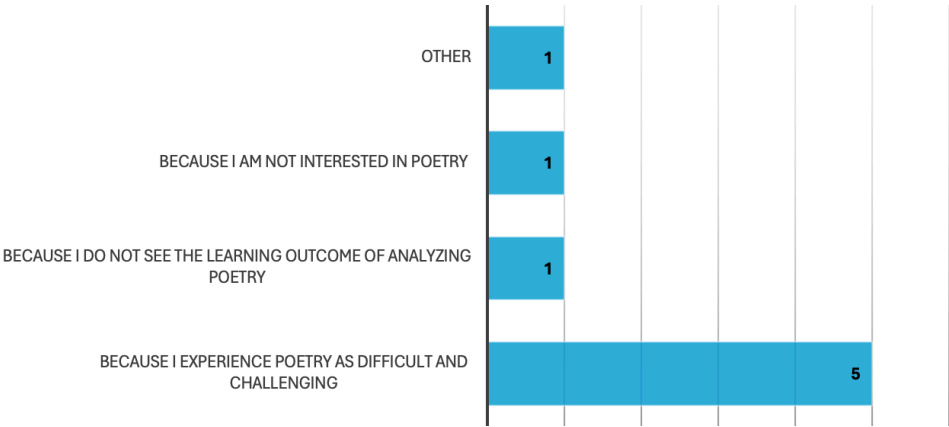 OTHER
1
BECAUSE I AM NOT INTERESTED IN POETRY
1
BECAUSE I DO NOT SEE THE LEARNING OUTCOME OF ANALYZING
POETRY
1
BECAUSE I EXPERIENCE POETRY AS DIFFICULT AND
CHALLENGING
5